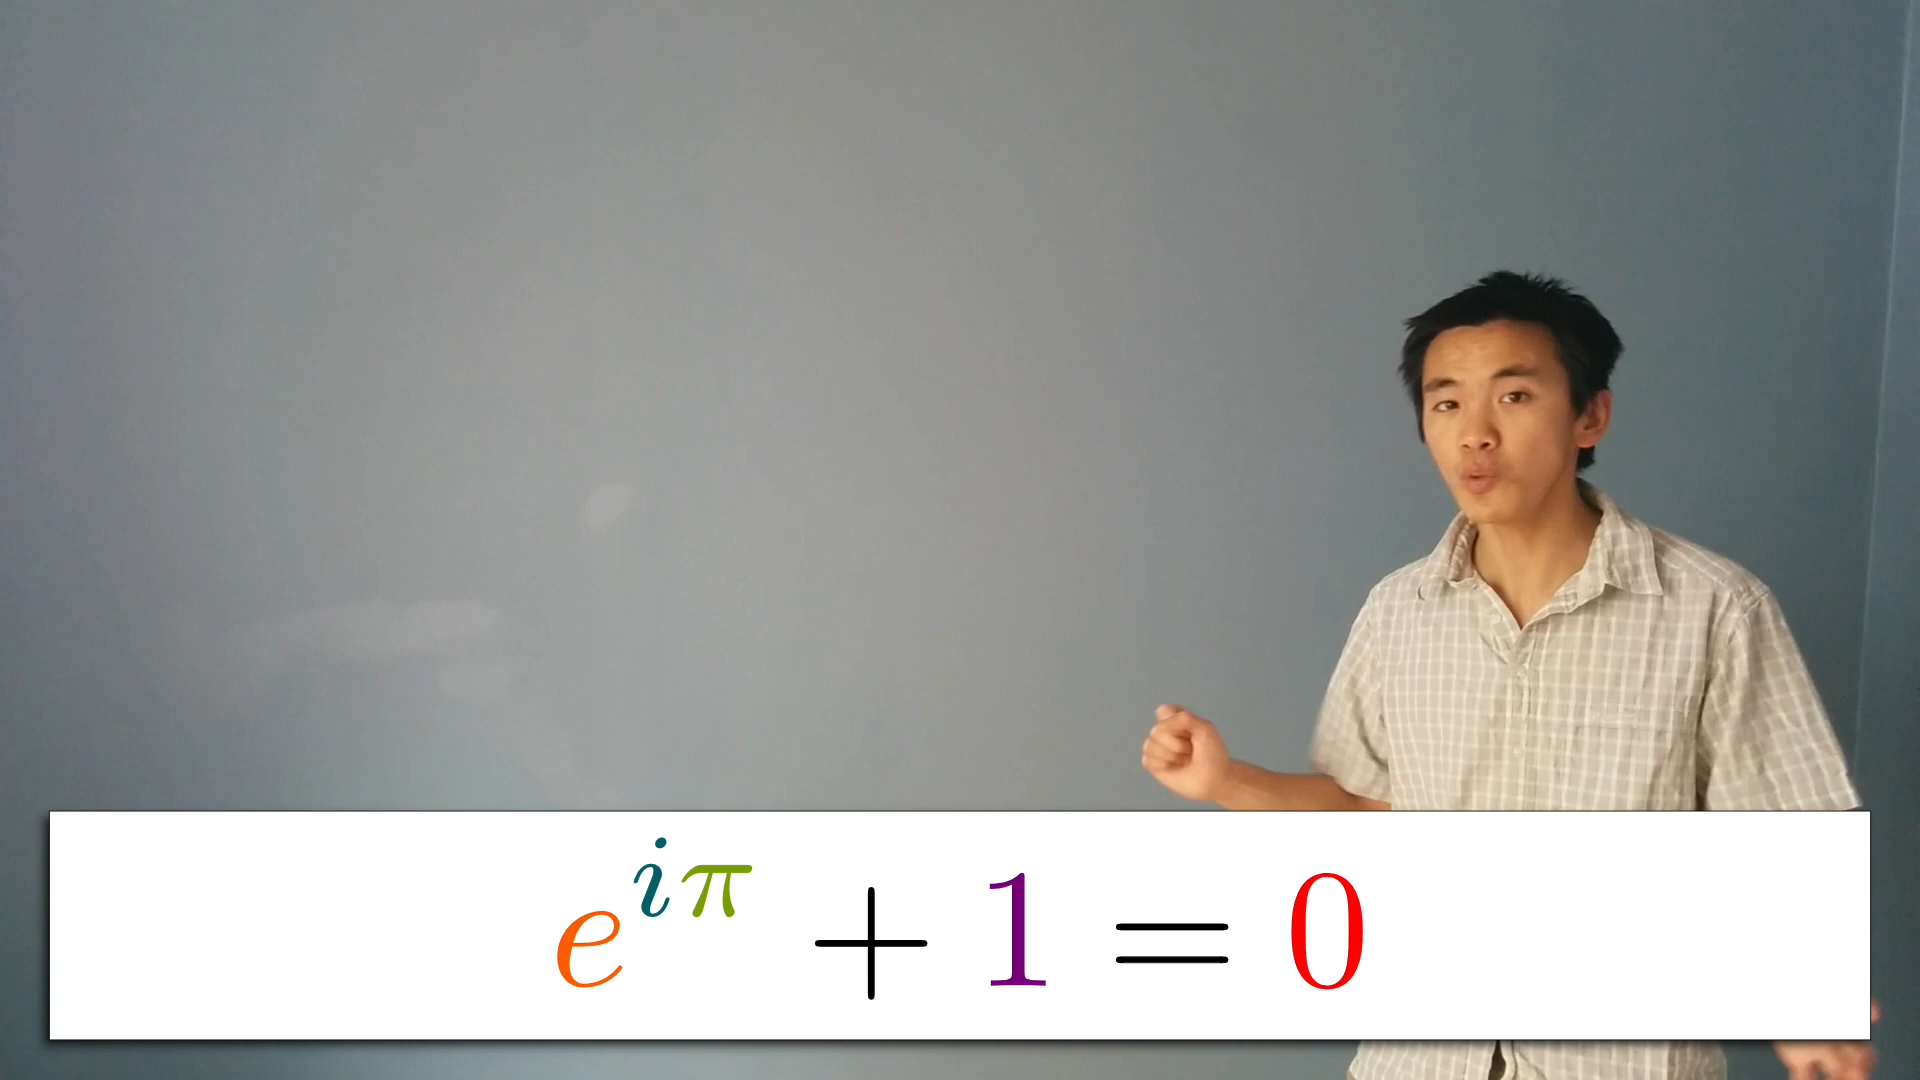 e^{iπ} + 1 = 0